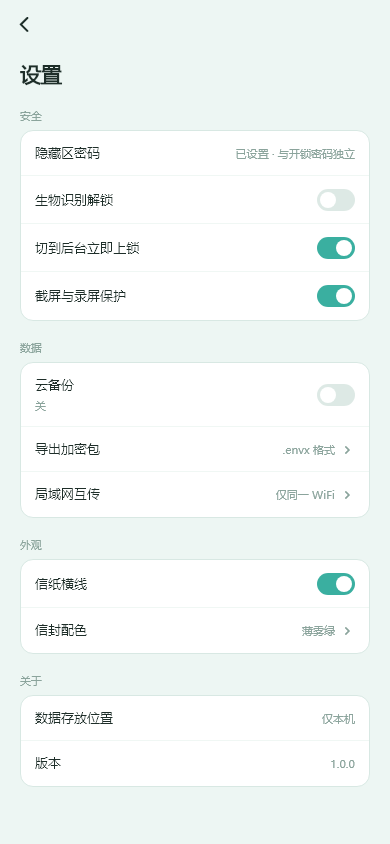 设置
安全
隐藏区密码 已设置 · 与开锁密码独立
生物识别解锁
切到后台立即上锁
截屏与录屏保护
数据
云备份
关
导出加密包 .envx 格式
局域网互传 仅同一 WiFi
外观
信纸横线
信封配色 薄雾绿
关于
数据存放位置 仅本机
版本 1.0.0